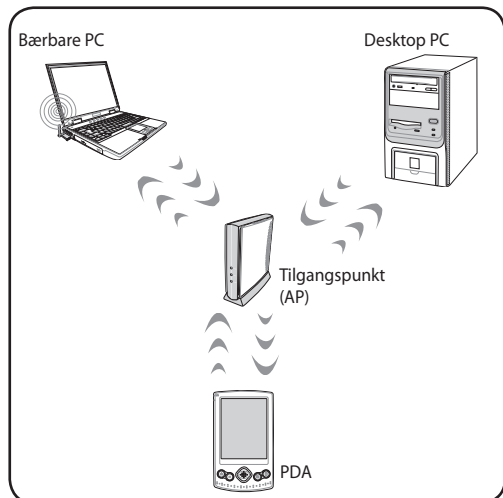 Bærbare PC
Desktop PC
Tilgangspunkt
(AP)
PDA